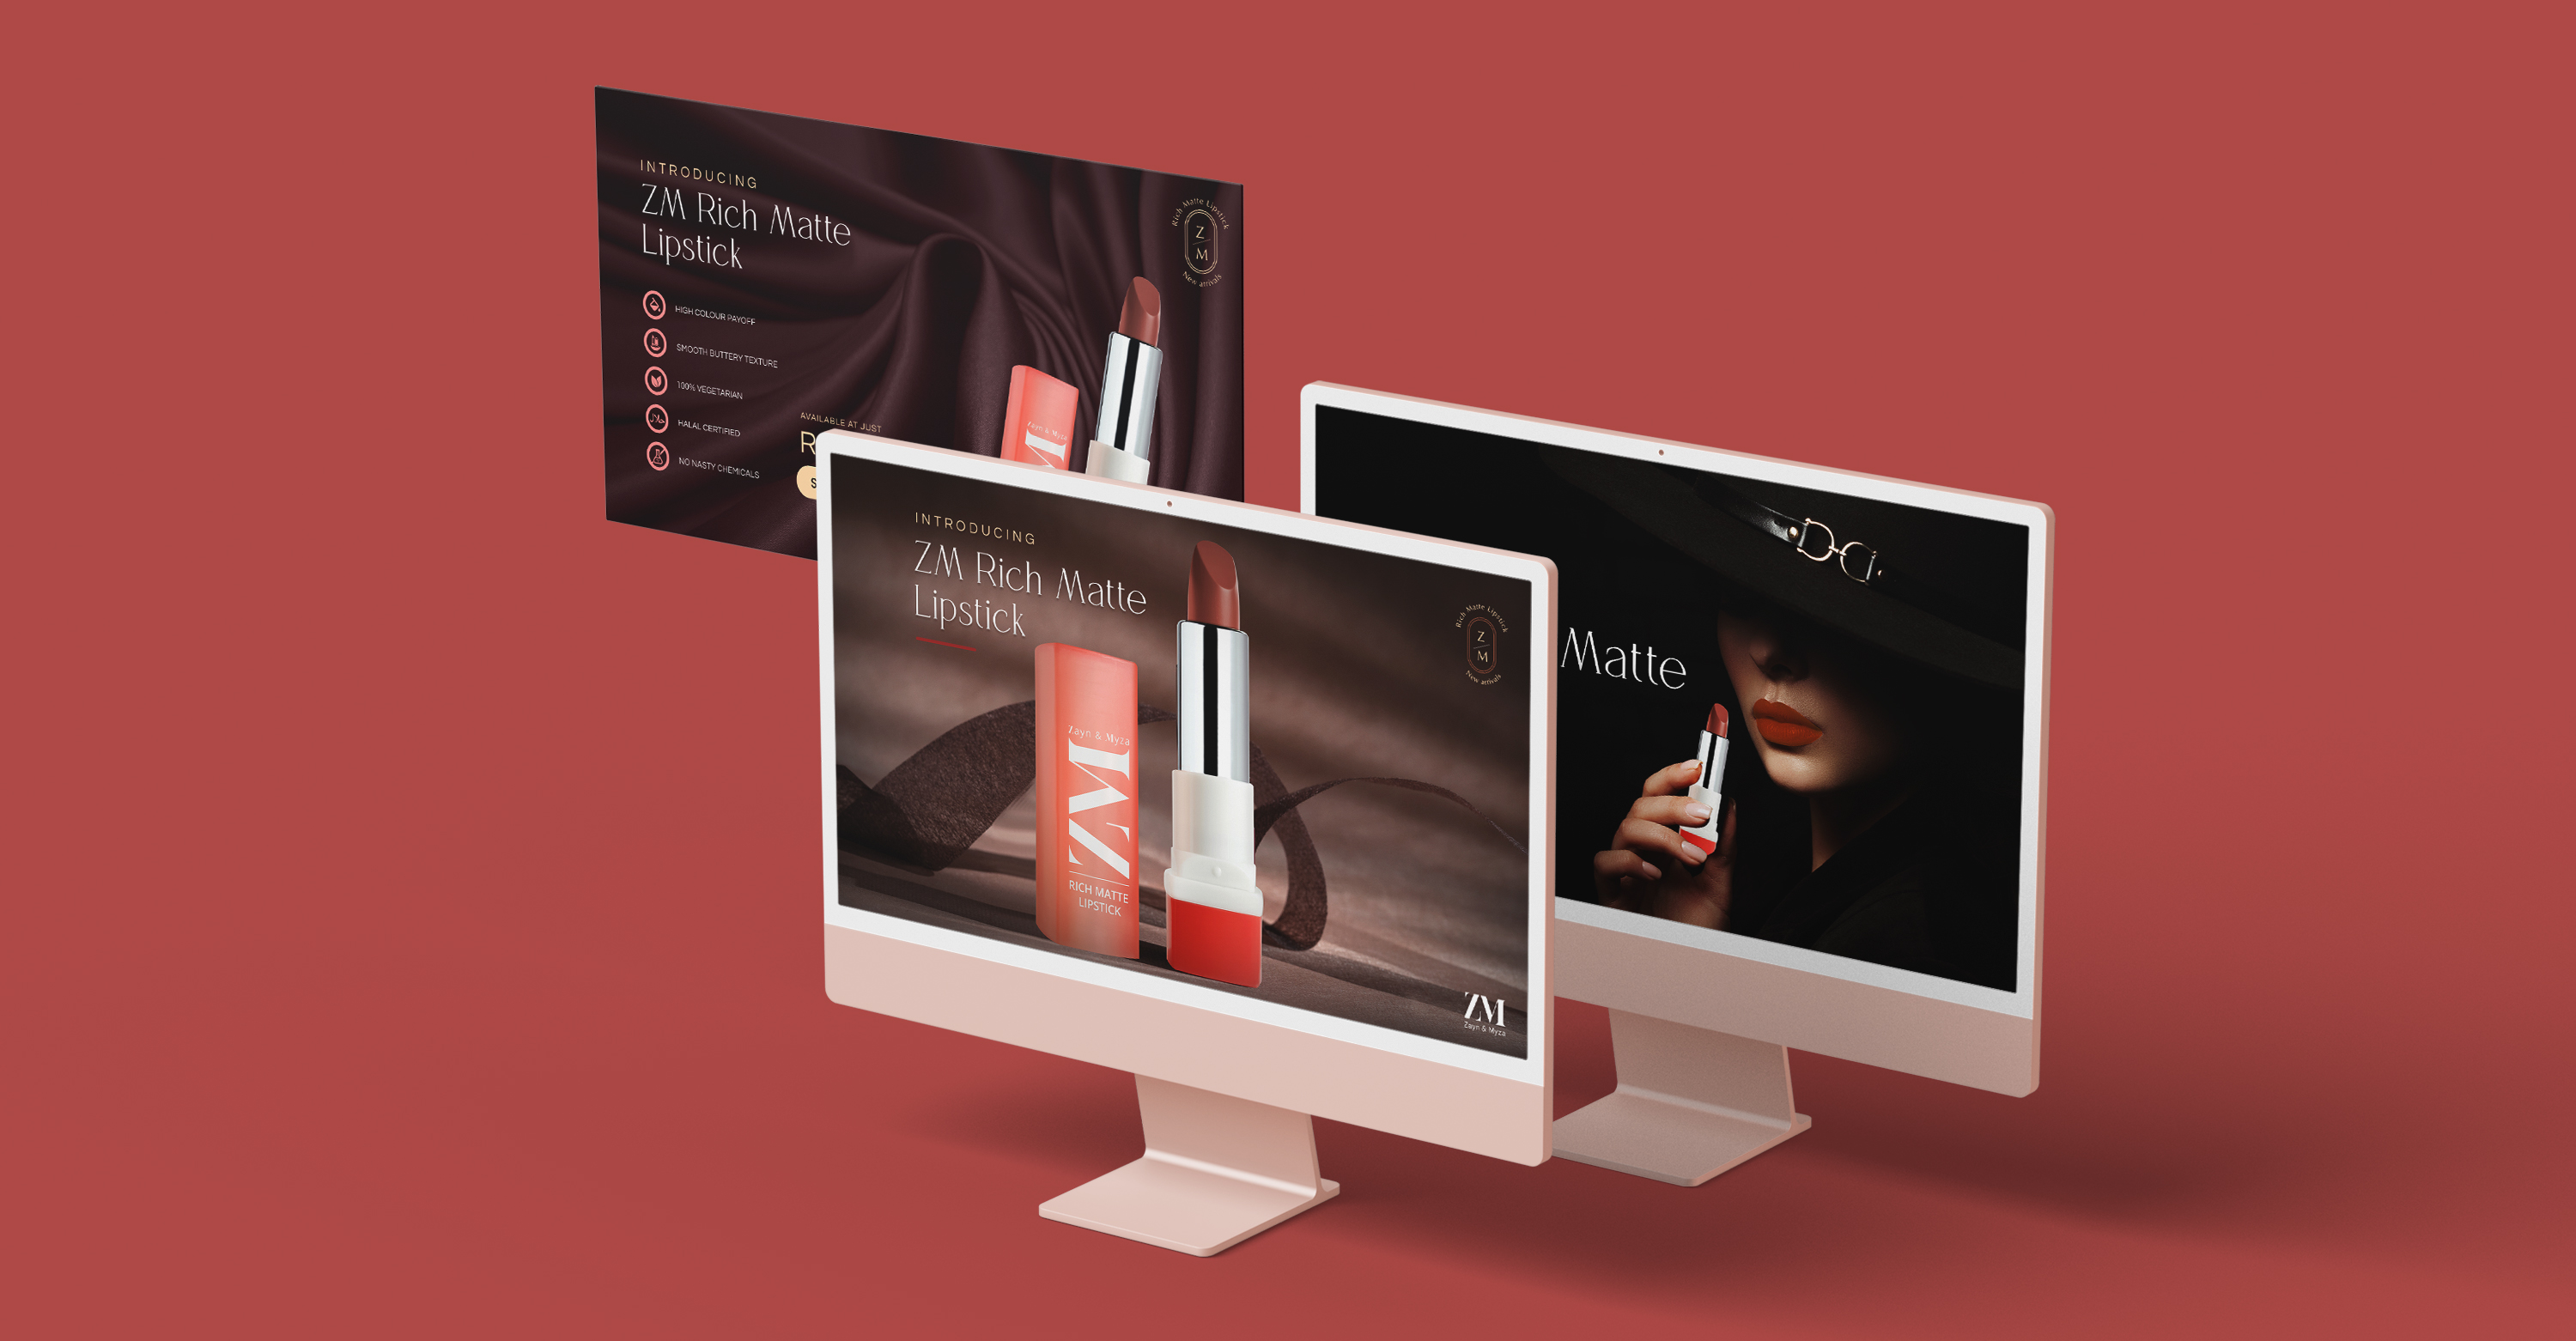 INTRODUCING
ZM Rich Matte
Lipstick
HIGH COLOUR PAYOFF
SMOOTH BUTTERY TEXTURE
100% VEGETARIAN
HALAL CERTIFIED
NO NASTY CHEMICALS
AVAILABLE AT JUST
R
S
Rich Matte Lipstick
Z
M
New arrivals
Zayn & Myza
M
INTRODUCING
ZM Rich Matte
Lipstick
Zayn & Myza
ZM
RICH MATTE
LIPSTICK
Rich Matte Lipstick
Z
M
New arrivals
ZM
Zayn & Myza
Matte